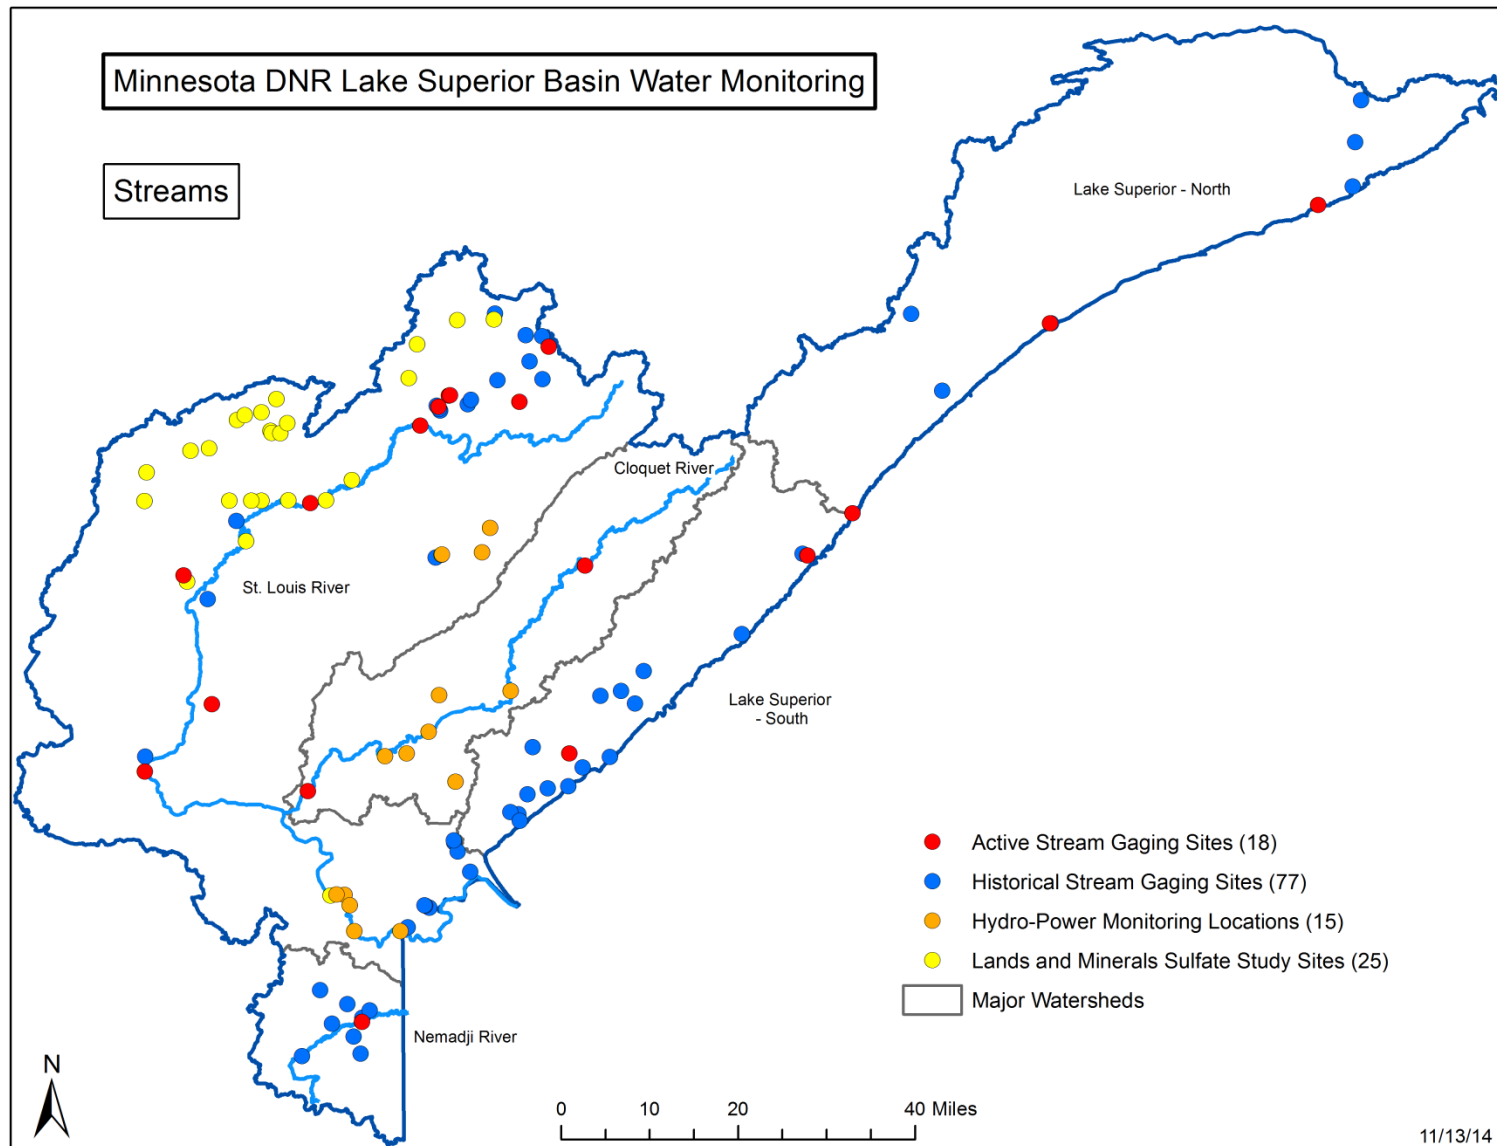 Minnesota DNR Lake Superior Basin Water Monitoring
Streams
Lake Superior - North
Cloquet River
St. Louis River
Lake Superior
- South
Active Stream Gaging Sites (18)
Historical Stream Gaging Sites (77)
Hydro-Power Monitoring Locations (15)
Lands and Minerals Sulfate Study Sites (25)
Major Watersheds
Nemadji River
N
0 10 20 40 Miles
11/13/14